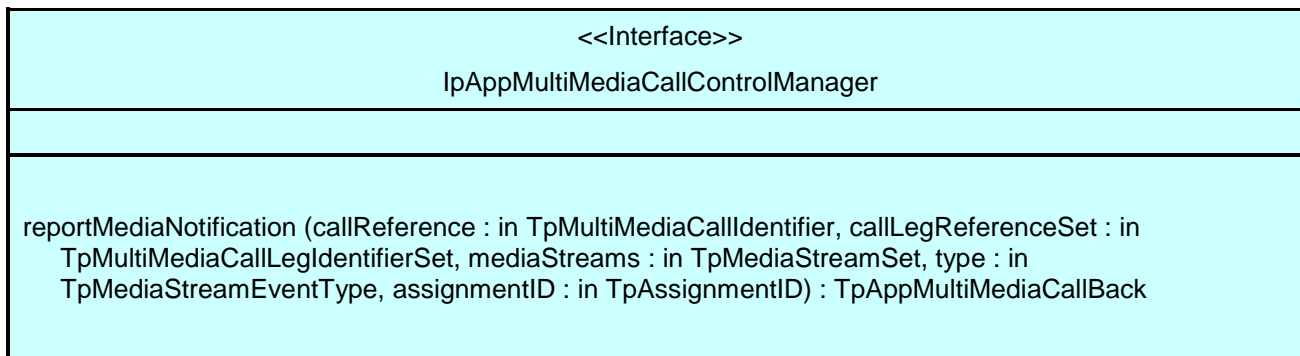 <<Interface>>
IpAppMultiMediaCallControlManager
reportMediaNotification (callReference : in TpMultiMediaCallIdentifier, callLegReferenceSet : in
TpMultiMediaCallLegIdentifierSet, mediaStreams : in TpMediaStreamSet, type : in
TpMediaStreamEventType, assignmentID : in TpAssignmentID) : TpAppMultiMediaCallBack